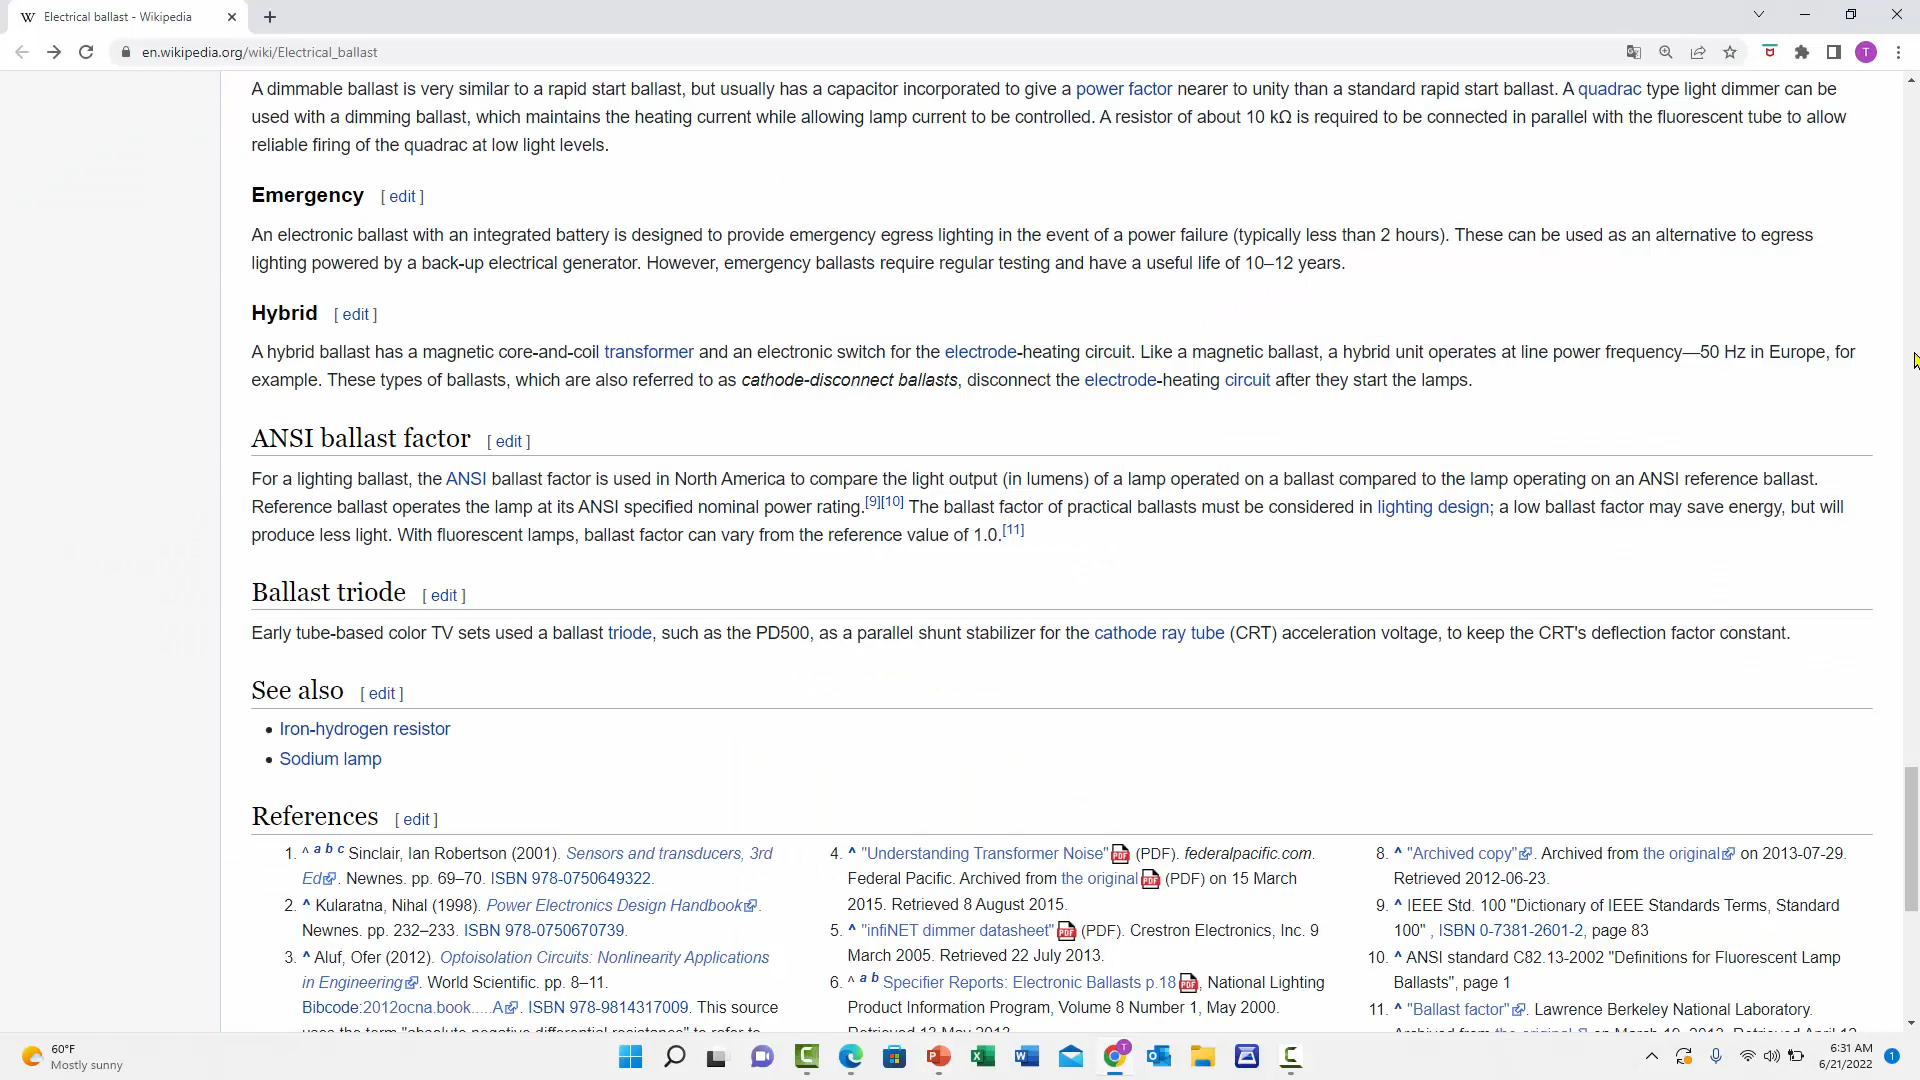 Electrical ballast - Wikipedia
en.wikipedia.org/wiki/Electrical_ballast
T
A dimmable ballast is very similar to a rapid start ballast, but usually has a capacitor incorporated to give a power factor nearer to unity than a standard rapid start ballast. A quadrac type light dimmer can be
used with a dimming ballast, which maintains the heating current while allowing lamp current to be controlled. A resistor of about 10 kΩ is required to be connected in parallel with the fluorescent tube to allow
reliable firing of the quadrac at low light levels.
Emergency [ edit ]
An electronic ballast with an integrated battery is designed to provide emergency egress lighting in the event of a power failure (typically less than 2 hours). These can be used as an alternative to egress
lighting powered by a back-up electrical generator. However, emergency ballasts require regular testing and have a useful life of 10–12 years.
Hybrid [ edit ]
A hybrid ballast has a magnetic core-and-coil transformer and an electronic switch for the electrode-heating circuit. Like a magnetic ballast, a hybrid unit operates at line power frequency—50 Hz in Europe, for
example. These types of ballasts, which are also referred to as cathode-disconnect ballasts, disconnect the electrode-heating circuit after they start the lamps.
ANSI ballast factor [ edit ]
For a lighting ballast, the ANSI ballast factor is used in North America to compare the light output (in lumens) of a lamp operated on a ballast compared to the lamp operating on an ANSI reference ballast.
Reference ballast operates the lamp at its ANSI specified nominal power rating.[9][10] The ballast factor of practical ballasts must be considered in lighting design; a low ballast factor may save energy, but will
produce less light. With fluorescent lamps, ballast factor can vary from the reference value of 1.0.[11]
Ballast triode [ edit ]
Early tube-based color TV sets used a ballast triode, such as the PD500, as a parallel shunt stabilizer for the cathode ray tube (CRT) acceleration voltage, to keep the CRT's deflection factor constant.
See also [ edit ]
• Iron-hydrogen resistor
• Sodium lamp
References [ edit ]
1. ^ a b c Sinclair, Ian Robertson (2001). Sensors and transducers, 3rd
Ed. Newnes. pp. 69–70. ISBN 978-0750649322.
2. ^ Kularatna, Nihal (1998). Power Electronics Design Handbook.
Newnes. pp. 232–233. ISBN 978-0750670739.
3. ^ Aluf, Ofer (2012). Optoisolation Circuits: Nonlinearity Applications
in Engineering. World Scientific. pp. 8–11.
Bibcode:2012ocna.book.....A. ISBN 978-9814317009. This source
uses the term "absolute negative differential resistance" to refer to
4. ^ "Understanding Transformer Noise" (PDF). federalpacific.com.
Federal Pacific. Archived from the original (PDF) on 15 March
2015. Retrieved 8 August 2015.
5. ^ "infiNET dimmer datasheet" (PDF). Crestron Electronics, Inc. 9
March 2005. Retrieved 22 July 2013.
6. ^ a b Specifier Reports: Electronic Ballasts p.18, National Lighting
Product Information Program, Volume 8 Number 1, May 2000.
Retrieved 13 May 2013.
8. ^ "Archived copy". Archived from the original on 2013-07-29.
Retrieved 2012-06-23.
9. ^ IEEE Std. 100 "Dictionary of IEEE Standards Terms, Standard
100" , ISBN 0-7381-2601-2, page 83
10. ^ ANSI standard C82.13-2002 "Definitions for Fluorescent Lamp
Ballasts", page 1
11. ^ "Ballast factor". Lawrence Berkeley National Laboratory.
60°F
Mostly sunny
6:31 AM
6/21/2022
1